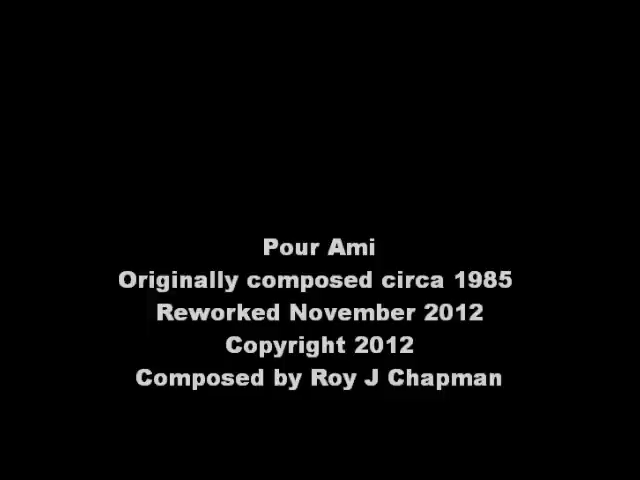 Pour Ami
Originally composed circa 1985
Reworked November 2012
Copyright 2012
Composed by Roy J Chapman